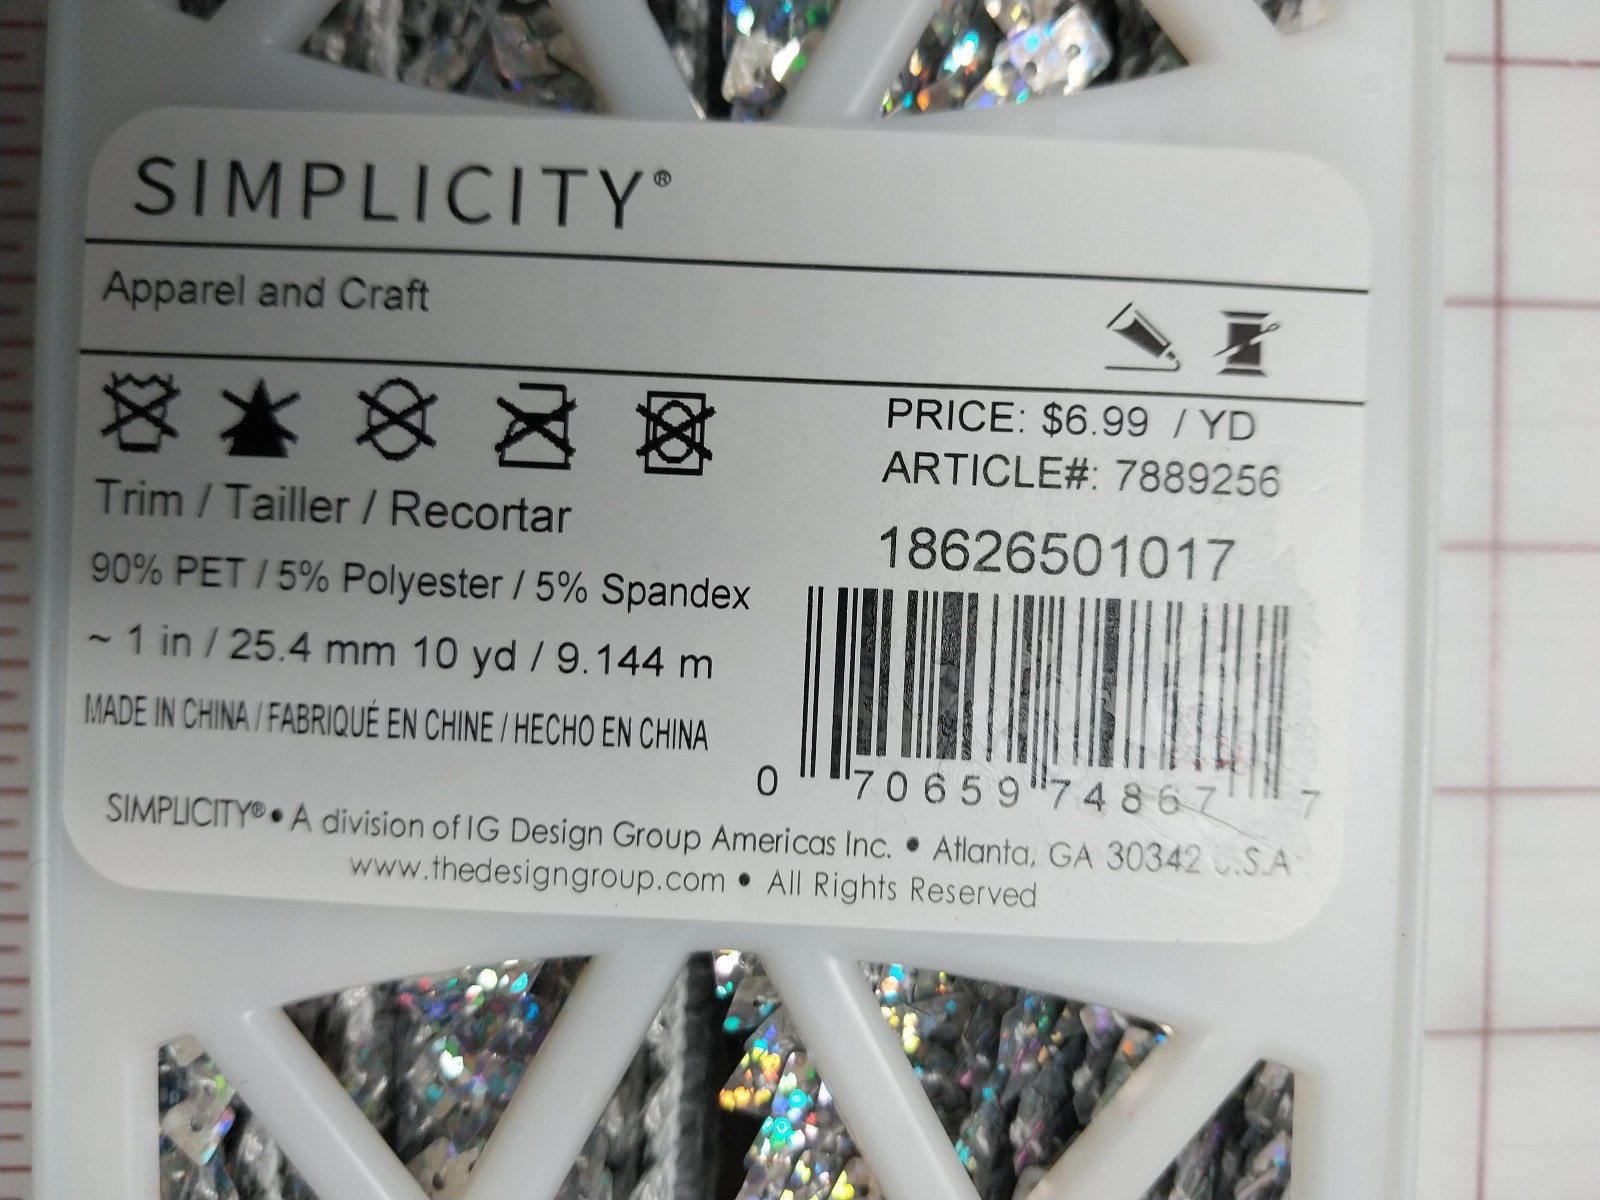 SIMPLICITY®
Apparel and Craft
PRICE: $6.99 / YD
ARTICLE#: 7889256
18626501017
0 70659 74867 7
Trim / Tailler / Recortar
90% PET / 5% Polyester / 5% Spandex
~ 1 in / 25.4 mm 10 yd / 9.144 m
MADE IN CHINA / FABRIQUÉ EN CHINE / HECHO EN CHINA
SIMPLICITY® • A division of IG Design Group Americas Inc. • Atlanta, GA 30342 U.S.A
www.thedesigngroup.com • All Rights Reserved